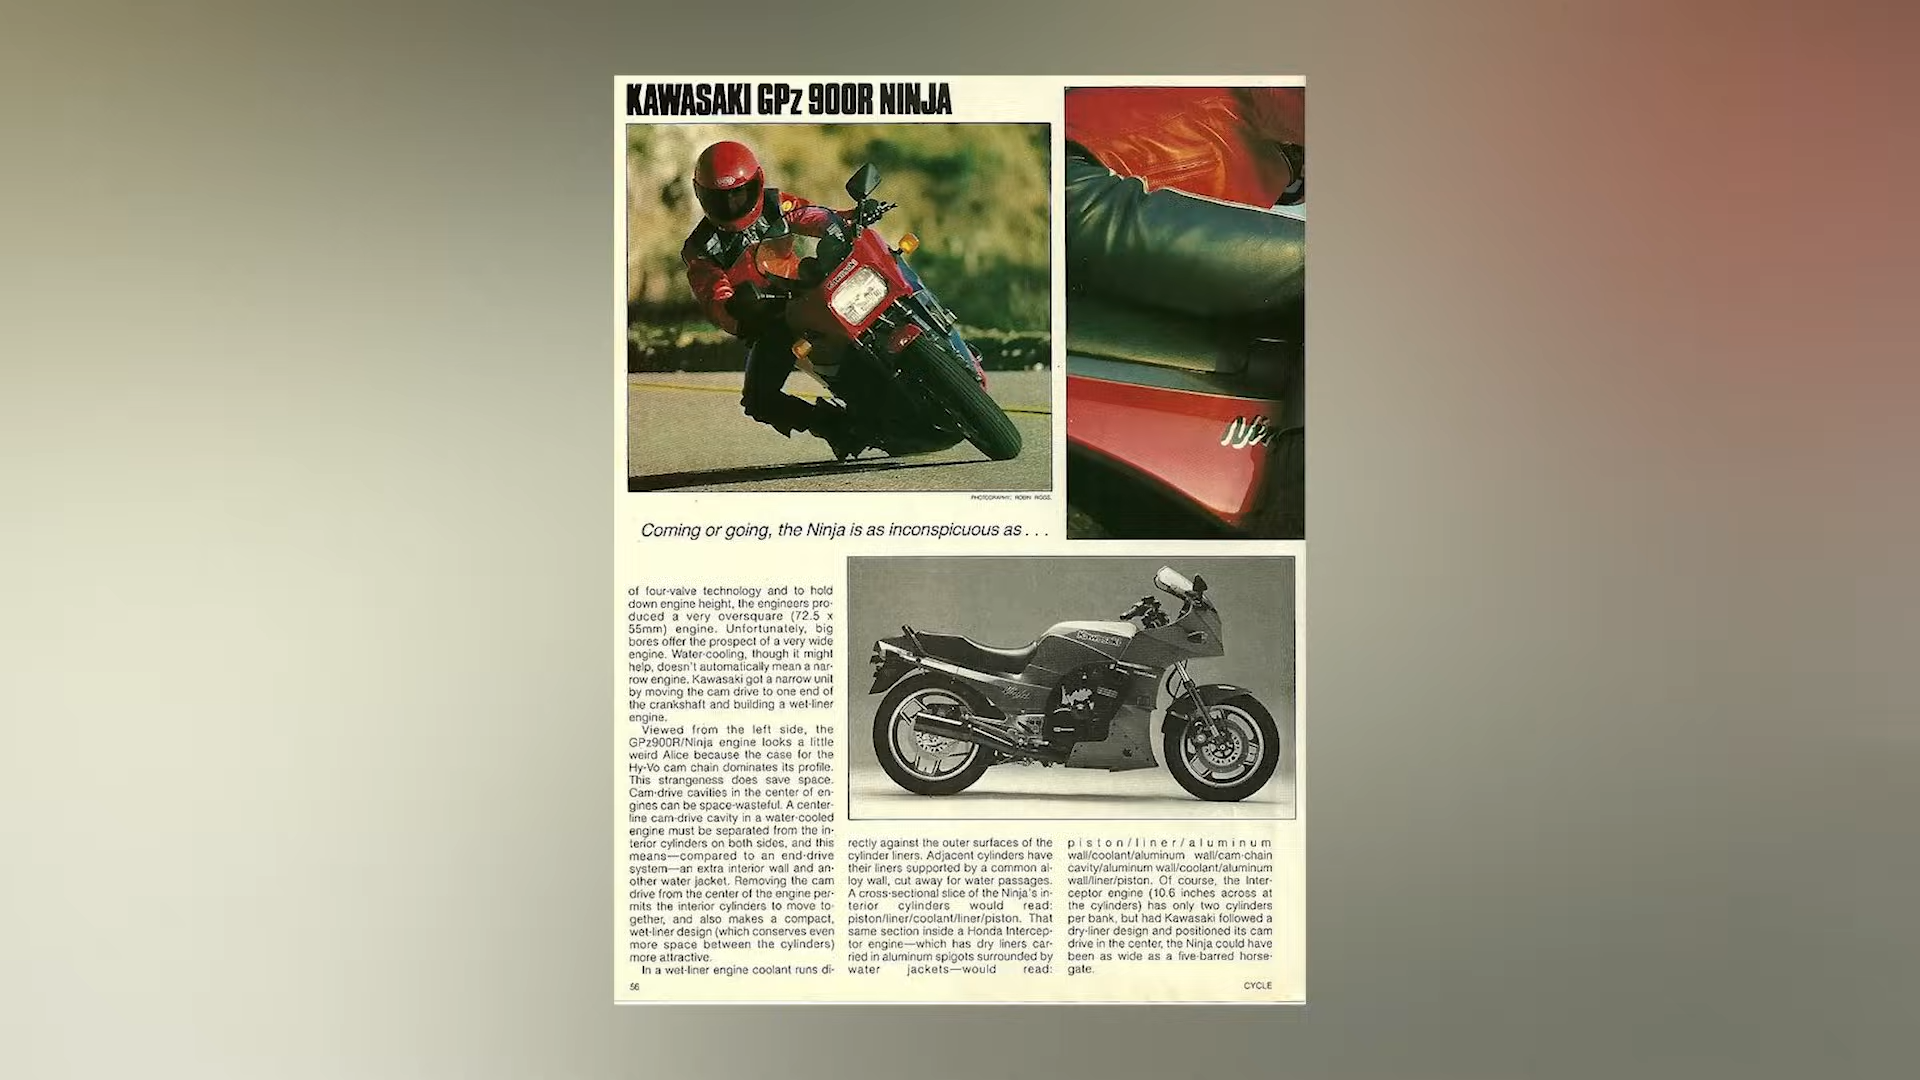 KAWASAKI GPz 900R NINJA
PHOTOGRAPHY: ROBIN RIGGS.
Coming or going, the Ninja is as inconspicuous as . . .
of four-valve technology and to hold
down engine height, the engineers pro-
duced a very oversquare (72.5 x
55mm) engine. Unfortunately, big
bores offer the prospect of a very wide
engine. Water-cooling, though it might
help, doesn't automatically mean a nar-
row engine. Kawasaki got a narrow unit
by moving the cam drive to one end of
the crankshaft and building a wet-liner
engine.
Viewed from the left side, the
GPz900R/Ninja engine looks a little
weird Alice because the case for the
Hy-Vo cam chain dominates its profile.
This strangeness does save space.
Cam-drive cavities in the center of en-
gines can be space-wasteful. A center-
line cam-drive cavity in a water-cooled
engine must be separated from the in-
terior cylinders on both sides, and this
means—compared to an end-drive
system—an extra interior wall and an-
other water jacket. Removing the cam
drive from the center of the engine per-
mits the interior cylinders to move to-
gether, and also makes a compact,
wet-liner design (which conserves even
more space between the cylinders)
more attractive.
In a wet-liner engine coolant runs di-
rectly against the outer surfaces of the
cylinder liners. Adjacent cylinders have
their liners supported by a common al-
loy wall, cut away for water passages.
A cross-sectional slice of the Ninja's in-
terior cylinders would read:
piston/liner/coolant/liner/piston. That
same section inside a Honda Intercep-
tor engine—which has dry liners car-
ried in aluminum spigots surrounded by
water jackets—would read:
piston/liner/aluminum
wall/coolant/aluminum wall/cam-chain
cavity/aluminum wall/coolant/aluminum
wall/liner/piston. Of course, the Inter-
ceptor engine (10.6 inches across at
the cylinders) has only two cylinders
per bank, but had Kawasaki followed a
dry-liner design and positioned its cam
drive in the center, the Ninja could have
been as wide as a five-barred horse-
gate.
56
CYCLE
Kawasaki
Kawasaki
Ninja